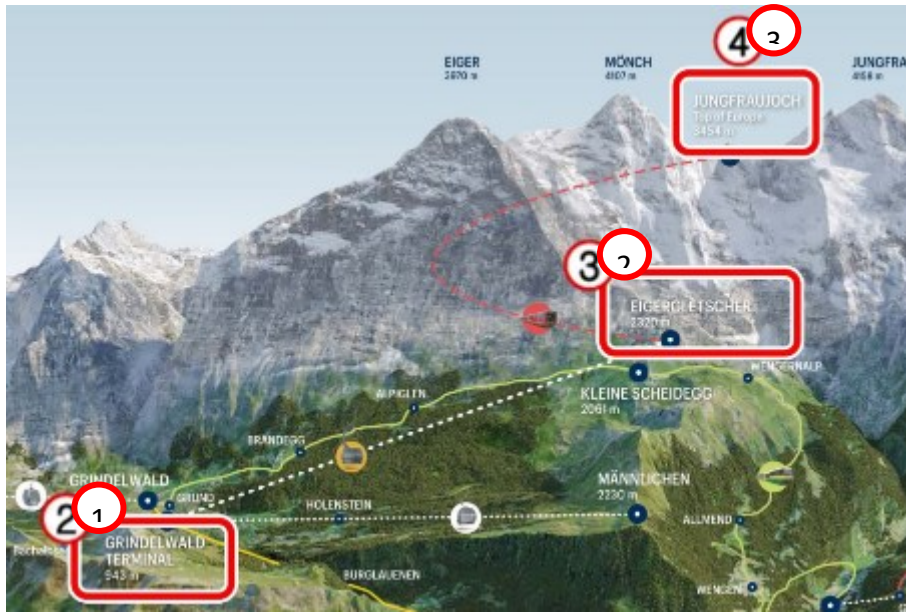 4
3
EIGER
3970 m
MÖNCH
4107 m
JUNGFRA
4158 m
JUNGFRAUJOCH
Top of Europe
3454 m
3
2
EIGERGLETSCHER
2320 m
WENGERNALP
KLEINE SCHEIDEGG
2061 m
ALPIGLEN
BRANDEGG
GRINDELWALD
GRUND
MÄNNLICHEN
2230 m
HOLENSTEIN
2
1
ALLMEND
GRINDELWALD
TERMINAL
943 m
BURGLAUENEN
WENGEN